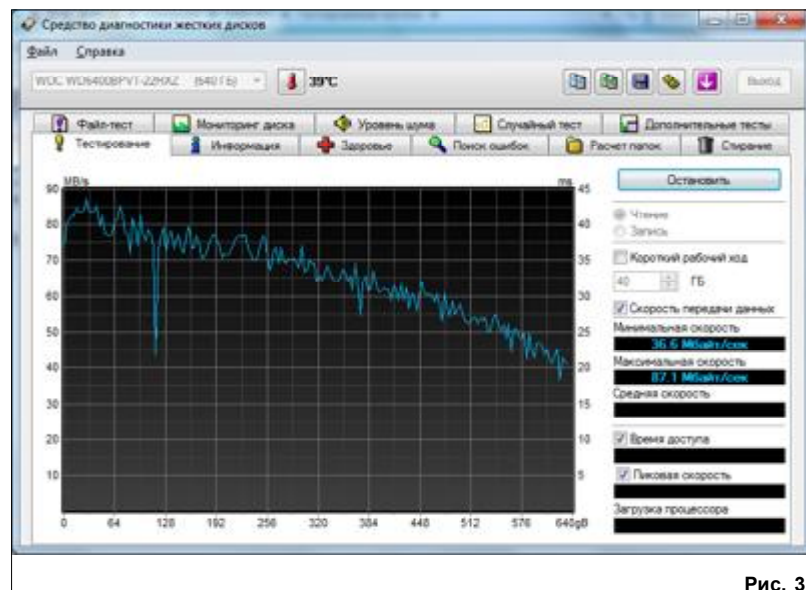 Средство диагностики жестких дисков
Файл Справка
WDC WD6400BPVT-22HXZ (640 ГБ) 39°C Выход
Файл-тест Мониторинг диска Уровень шума Случайный тест Дополнительные тесты
Тестирование Информация Здоровье Поиск ошибок Расчет папок Стирание
MB/s ms
90 45
80 40
70 35
60 30
50 25
40 20
30 15
20 10
10 5
0 64 128 192 256 320 384 448 512 576 640gB
Остановить
Чтение
Запись
Короткий рабочий ход
40 ГБ
Скорость передачи данных
Минимальная скорость
36.6 Мбайт/сек
Максимальная скорость
87.1 Мбайт/сек
Средняя скорость
Время доступа
Пиковая скорость
Загрузка процессора
Рис. 3